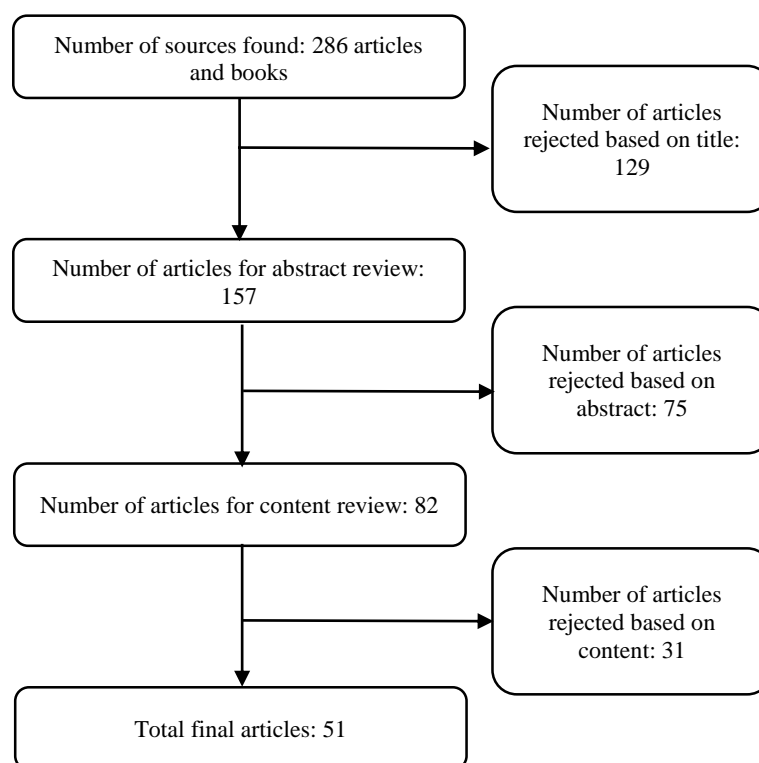 Number of sources found: 286 articles
and books
Number of articles
rejected based on title:
129
Number of articles for abstract review:
157
Number of articles
rejected based on
abstract: 75
Number of articles for content review: 82
Number of articles
rejected based on
content: 31
Total final articles: 51